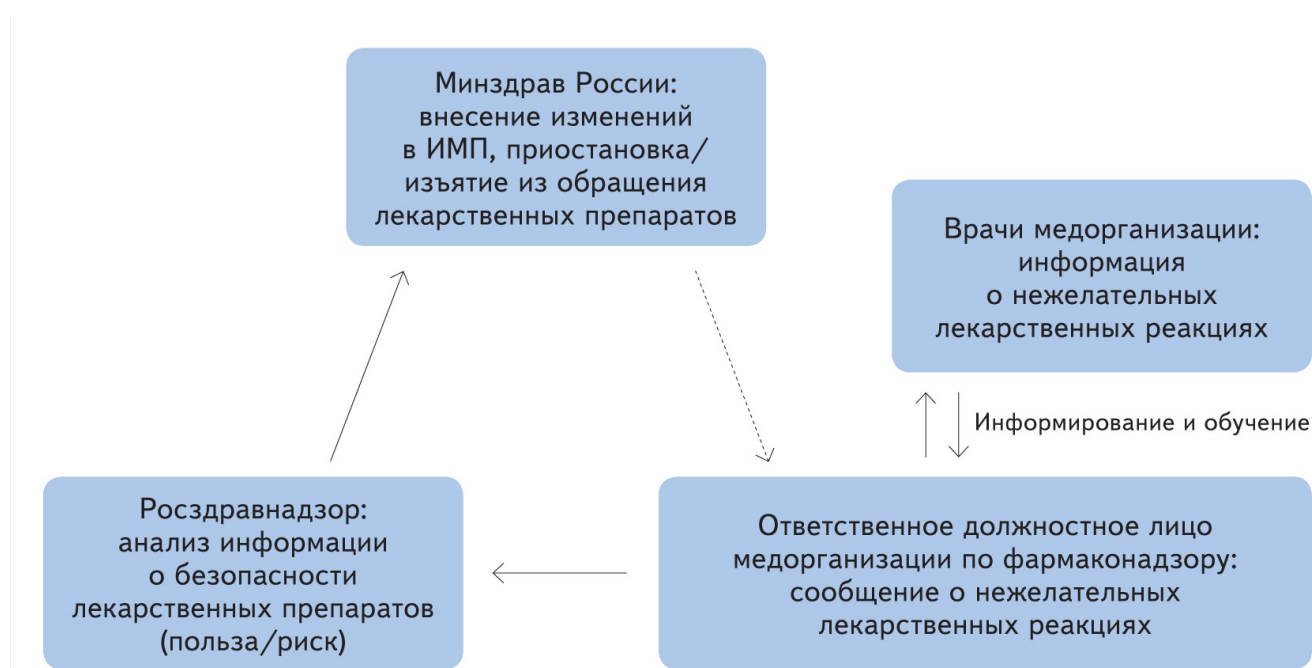 Минздрав России:
внесение изменений
в ИМП, приостановка/
изъятие из обращения
лекарственных препаратов
Врачи медорганизации:
информация
о нежелательных
лекарственных реакциях
Информирование и обучение
Росздравнадзор:
анализ информации
о безопасности
лекарственных препаратов
(польза/риск)
Ответственное должностное лицо
медорганизации по фармаконадзору:
сообщение о нежелательных
лекарственных реакциях